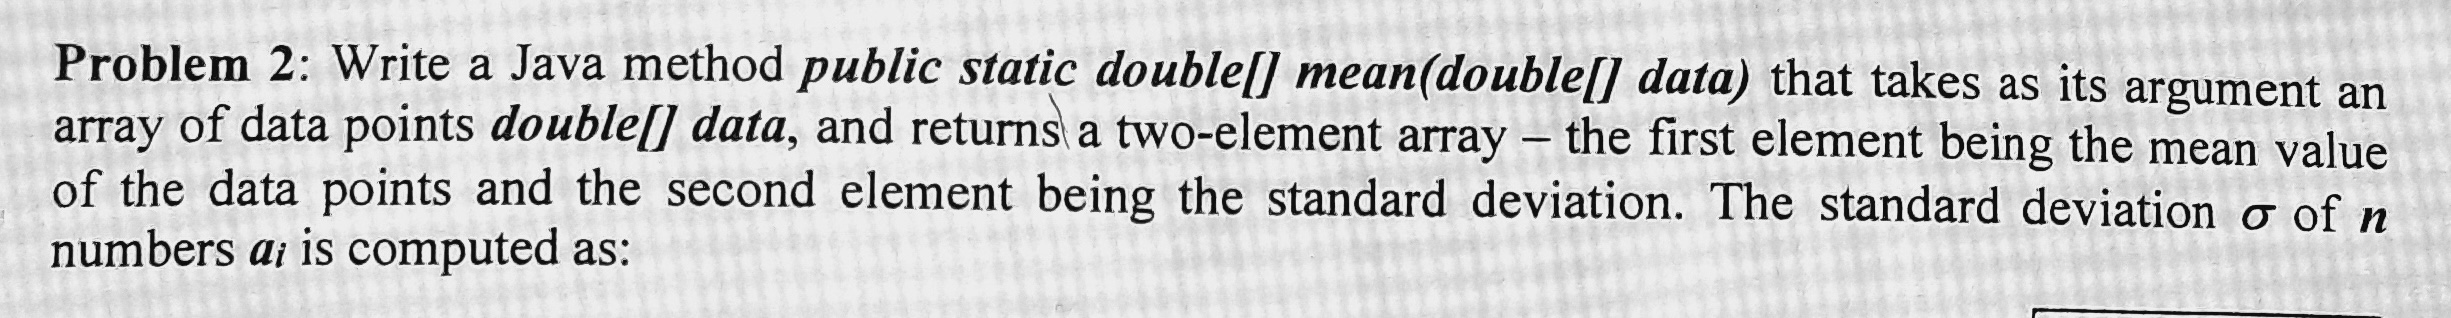 Problem 2: Write a Java method public static double[] mean(double[] data) that takes as its argument an
array of data points double[] data, and returns a two-element array – the first element being the mean value
of the data points and the second element being the standard deviation. The standard deviation σ of n
numbers ai is computed as: